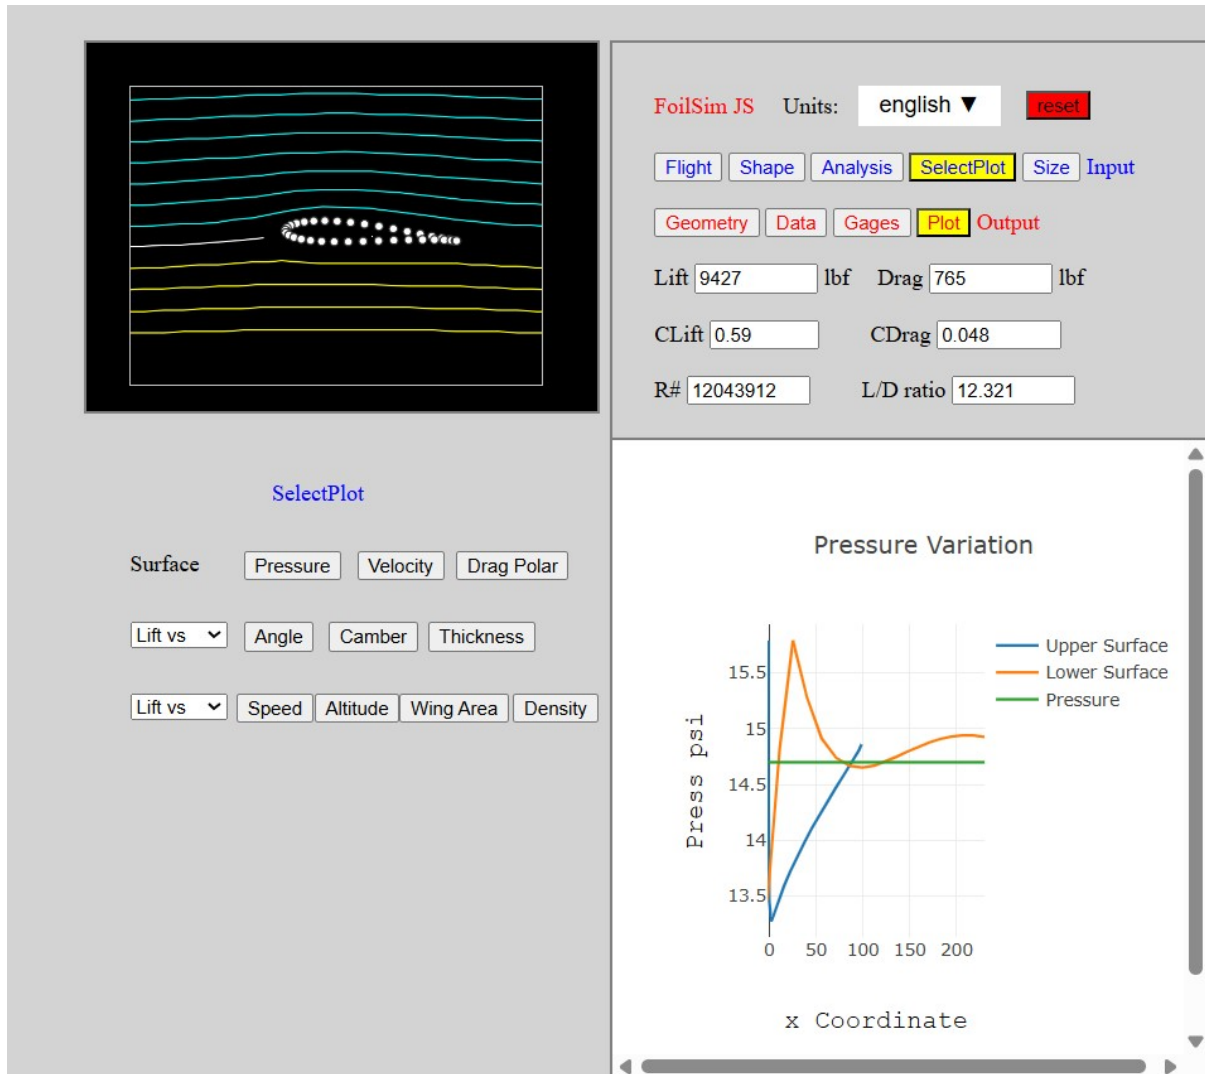 FoilSim JS Units: english ▼ reset
Flight Shape Analysis SelectPlot Size Input
Geometry Data Gages Plot Output
Lift 9427 lbf Drag 765 lbf
CLift 0.59 CDrag 0.048
R# 12043912 L/D ratio 12.321
SelectPlot
Surface Pressure Velocity Drag Polar
Lift vs Angle Camber Thickness
Lift vs Speed Altitude Wing Area Density
Pressure Variation
Upper Surface
Lower Surface
Pressure
Press psi
15.5
15
14.5
14
13.5
0 50 100 150 200
x Coordinate